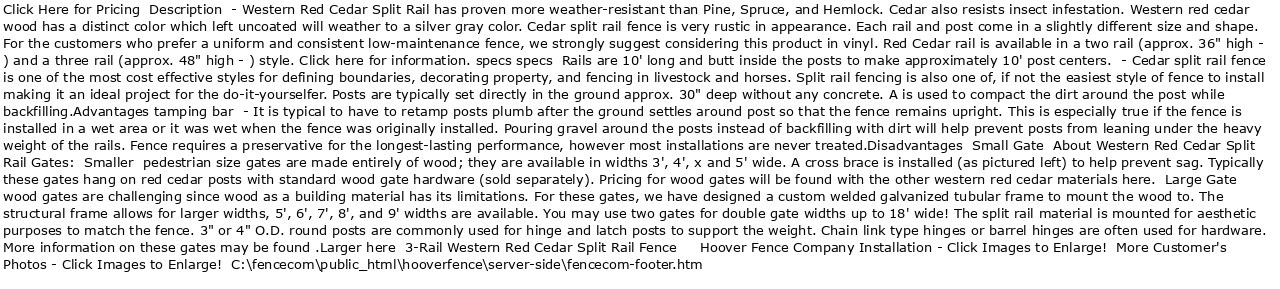 Click Here for Pricing  Description  - Western Red Cedar Split Rail has proven more weather-resistant than Pine, Spruce, and Hemlock. Cedar also resists insect infestation. Western red cedar
wood has a distinct color which left uncoated will weather to a silver gray color. Cedar split rail fence is very rustic in appearance. Each rail and post come in a slightly different size and shape.
For the customers who prefer a uniform and consistent low-maintenance fence, we strongly suggest considering this product in vinyl. Red Cedar rail is available in a two rail (approx. 36" high -
) and a three rail (approx. 48" high - ) style. Click here for information. specs specs  Rails are 10' long and butt inside the posts to make approximately 10' post centers.  - Cedar split rail fence
is one of the most cost effective styles for defining boundaries, decorating property, and fencing in livestock and horses. Split rail fencing is also one of, if not the easiest style of fence to install
making it an ideal project for the do-it-yourselfer. Posts are typically set directly in the ground approx. 30" deep without any concrete. A is used to compact the dirt around the post while
backfilling.Advantages tamping bar  - It is typical to have to retamp posts plumb after the ground settles around post so that the fence remains upright. This is especially true if the fence is
installed in a wet area or it was wet when the fence was originally installed. Pouring gravel around the posts instead of backfilling with dirt will help prevent posts from leaning under the heavy
weight of the rails. Fence requires a preservative for the longest-lasting performance, however most installations are never treated.Disadvantages  Small Gate  About Western Red Cedar Split
Rail Gates:  Smaller  pedestrian size gates are made entirely of wood; they are available in widths 3', 4', x and 5' wide. A cross brace is installed (as pictured left) to help prevent sag. Typically
these gates hang on red cedar posts with standard wood gate hardware (sold separately). Pricing for wood gates will be found with the other western red cedar materials here.  Large Gate
wood gates are challenging since wood as a building material has its limitations. For these gates, we have designed a custom welded galvanized tubular frame to mount the wood to. The
structural frame allows for larger widths, 5', 6', 7', 8', and 9' widths are available. You may use two gates for double gate widths up to 18' wide! The split rail material is mounted for aesthetic
purposes to match the fence. 3" or 4" O.D. round posts are commonly used for hinge and latch posts to support the weight. Chain link type hinges or barrel hinges are often used for hardware.
More information on these gates may be found .Larger here  3-Rail Western Red Cedar Split Rail Fence     Hoover Fence Company Installation - Click Images to Enlarge!  More Customer's
Photos - Click Images to Enlarge!  C:\fencecom\public_html\hooverfence\server-side\fencecom-footer.htm